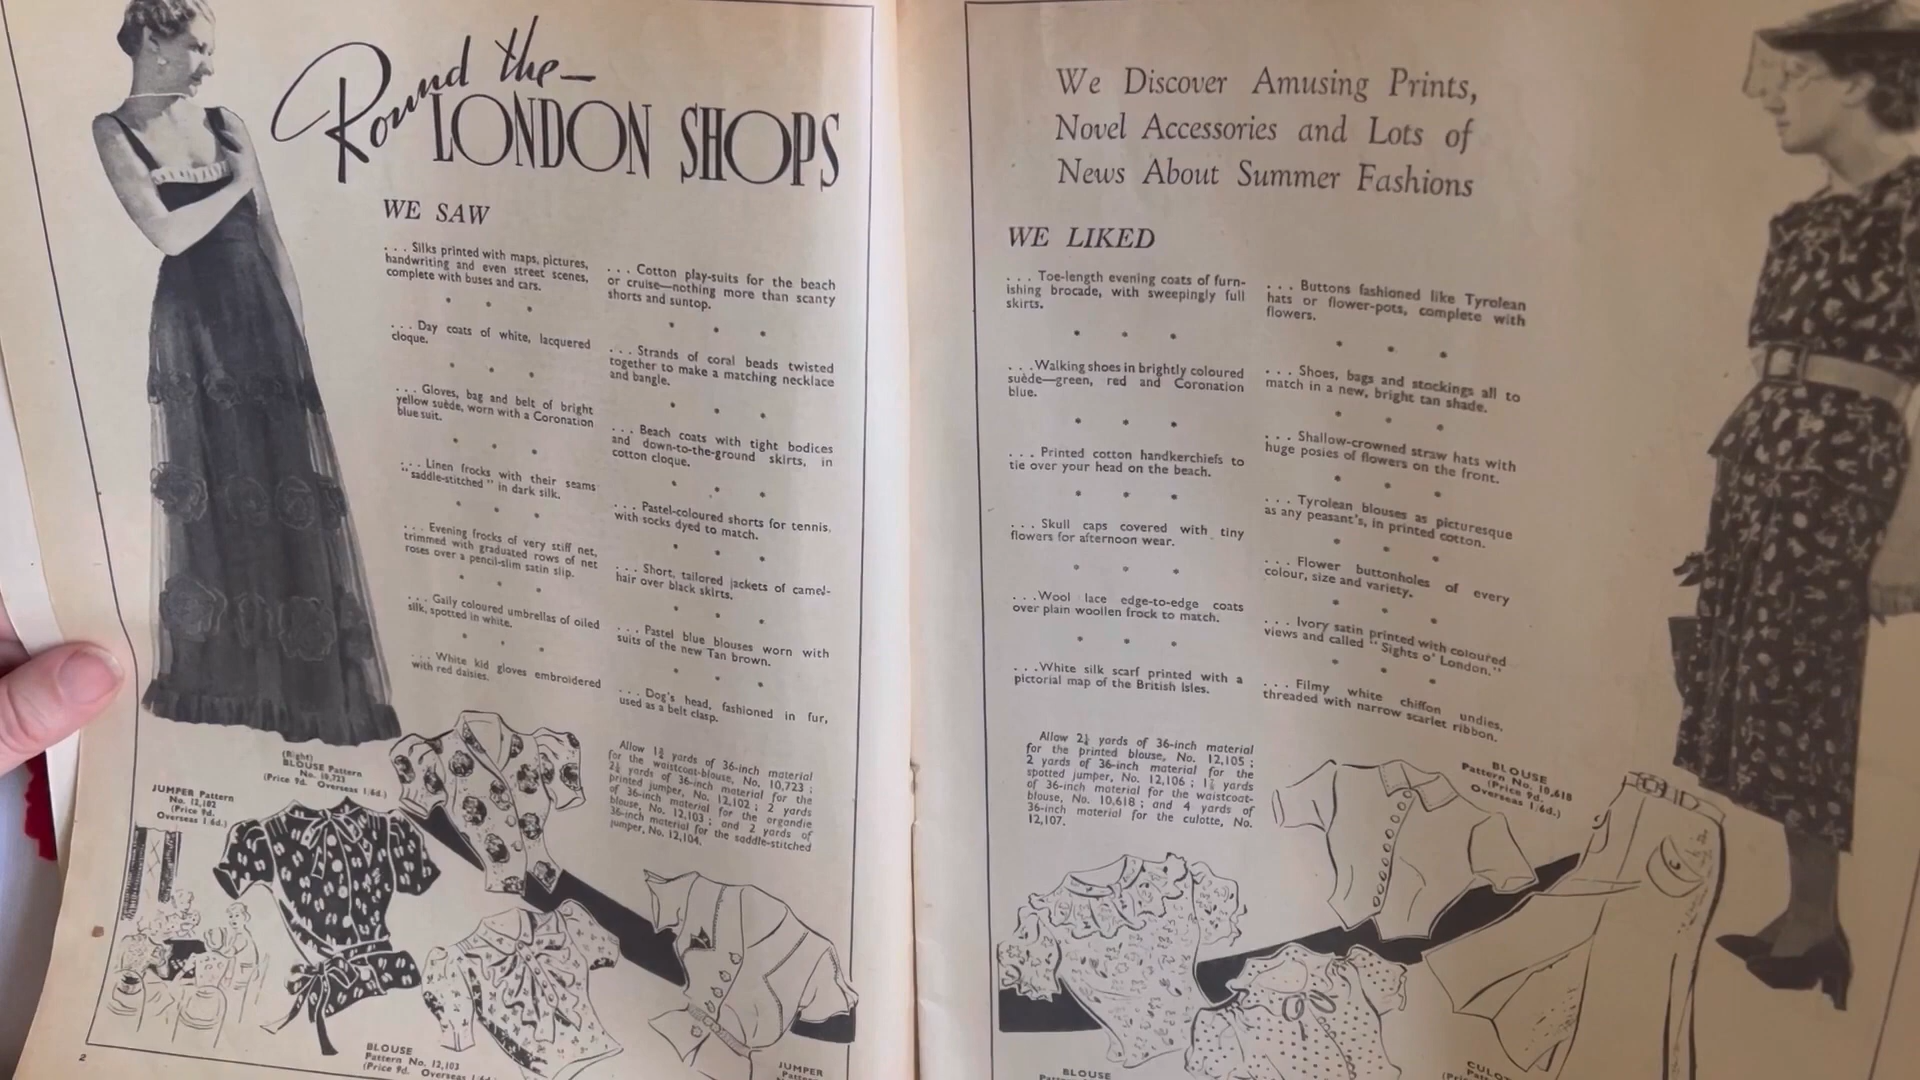 Round the—
LONDON SHOPS
WE SAW
. . . Silks printed with maps, pictures,
handwriting and even street scenes,
complete with buses and cars.
. . . Day coats of white, lacquered
cloque.
. . . Gloves, bag and belt of bright
yellow suède, worn with a Coronation
blue suit.
. . . Linen frocks with their seams
"saddle-stitched" in dark silk.
. . . Evening frocks of very stiff net,
trimmed with graduated rows of net
roses over a pencil-slim satin slip.
. . . Gaily coloured umbrellas of oiled
silk, spotted in white.
. . . White kid gloves embroidered
with red daisies.
. . . Cotton play-suits for the beach
or cruise—nothing more than scanty
shorts and suntop.
. . . Strands of coral beads twisted
together to make a matching necklace
and bangle.
. . . Beach coats with tight bodices
and down-to-the-ground skirts, in
cotton cloque.
. . . Pastel-coloured shorts for tennis,
with socks dyed to match.
. . . Short, tailored jackets of camel-
hair over black skirts.
. . . Pastel blue blouses worn with
suits of the new Tan brown.
. . . Dog's head, fashioned in fur,
used as a belt clasp.
Allow 1¾ yards of 36-inch material
for the waistcoat-blouse, No. 10,723 ;
yards of 36-inch material for the
printed jumper, No. 12,102 ; 2 yards
of 36-inch material for the organdie
blouse, No. 12,103 ; and 2 yards of
36-inch material for the saddle-stitched
jumper, No. 12,104.
(Right)
BLOUSE Pattern
No. 10,723
(Price 9d. Overseas 1/6d.)
JUMPER Pattern
No. 12,102
(Price 9d.
Overseas 1/6d.)
BLOUSE
Pattern No. 12,103
(Price 9d. Overseas
JUMPER
2
We Discover Amusing Prints,
Novel Accessories and Lots of
News About Summer Fashions
WE LIKED
. . . Toe-length evening coats of furn-
ishing brocade, with sweepingly full
skirts.
. . . Walking shoes in brightly coloured
suède—green, red and Coronation
blue.
. . . Printed cotton handkerchiefs to
tie over your head on the beach.
. . . Skull caps covered with tiny
flowers for afternoon wear.
. . . Wool lace edge-to-edge coats
over plain woollen frock to match.
. . . White silk scarf printed with a
pictorial map of the British Isles.
. . . Buttons fashioned like Tyrolean
hats or flower-pots, complete with
flowers.
. . . Shoes, bags and stockings all to
match in a new, bright tan shade.
. . . Shallow-crowned straw hats with
huge posies of flowers on the front.
. . . Tyrolean blouses as picturesque
as any peasant's, in printed cotton.
. . . Flower buttonholes of every
colour, size and variety.
. . . Ivory satin printed with coloured
views and called "Sights o' London."
. . . Filmy white chiffon undies,
threaded with narrow scarlet ribbon.
Allow 2¼ yards of 36-inch material
for the printed blouse, No. 12,105 ;
2 yards of 36-inch material for the
spotted jumper, No. 12,106 ; yards
of 36-inch material for the waistcoat-
blouse, No. 10,618 ; and 4 yards of
36-inch material for the culotte, No.
12,107.
BLOUSE
Pattern No. 10,618
(Price 9d.
Overseas 1/6d.)
BLOUSE